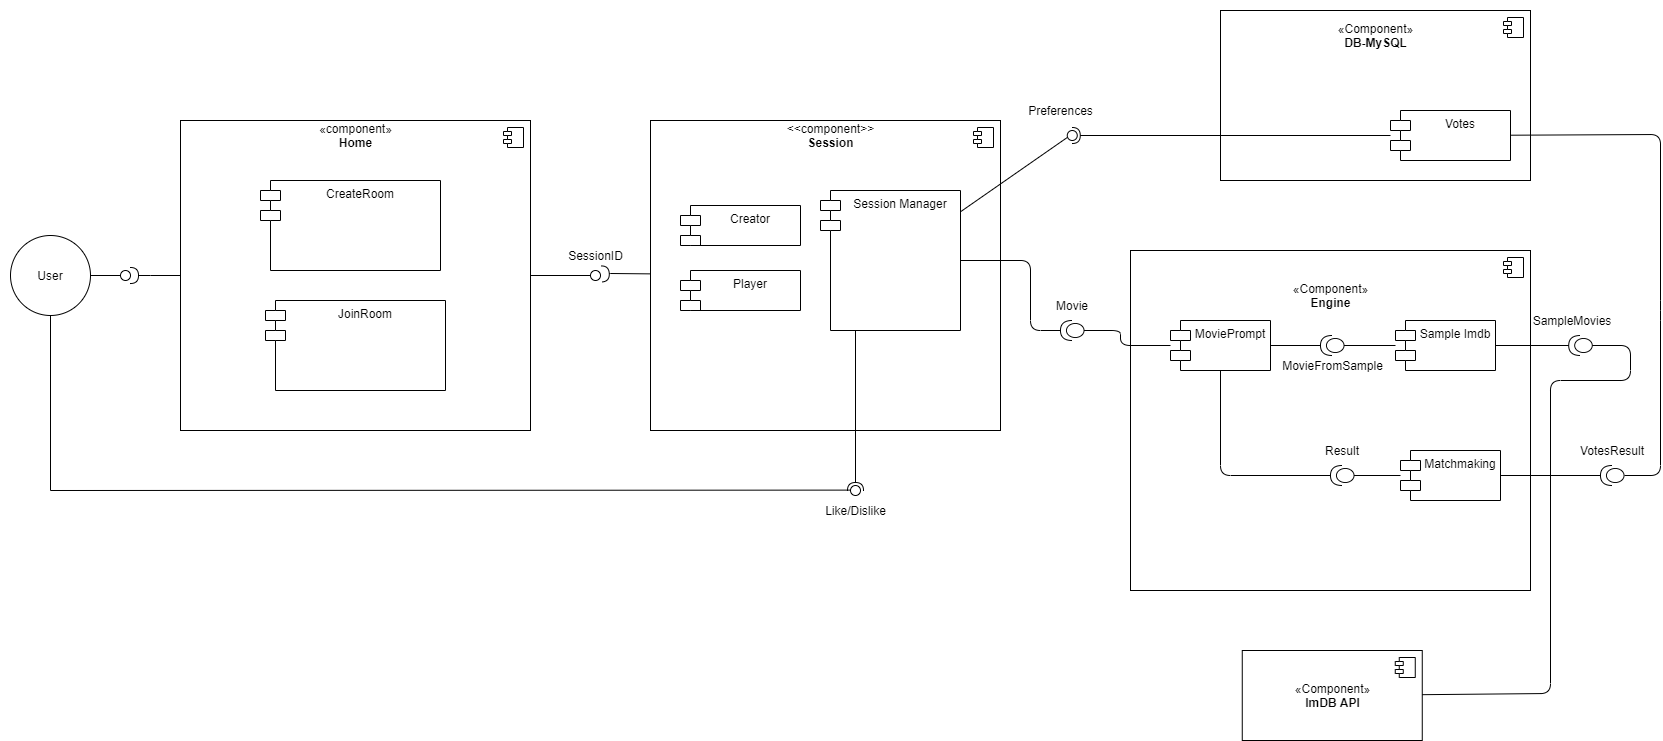 User
«component»
Home
CreateRoom
JoinRoom
SessionID
<<component>>
Session
Creator
Player
Session Manager
Like/Dislike
Preferences
Movie
«Component»
DB-MySQL
Votes
«Component»
Engine
MoviePrompt
MovieFromSample
Sample Imdb
SampleMovies
Result
Matchmaking
VotesResult
«Component»
ImDB API